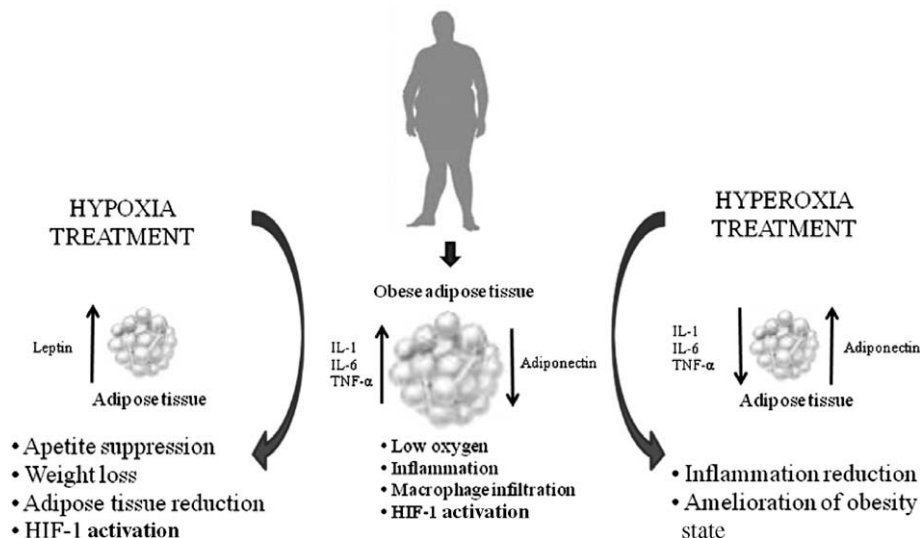 HYPOXIA
TREATMENT
Leptin
Adipose tissue
• Apetite suppression
• Weight loss
• Adipose tissue reduction
• HIF-1 activation
Obese adipose tissue
IL-1
IL-6
TNF-α
Adiponectin
• Low oxygen
• Inflammation
• Macrophage infiltration
• HIF-1 activation
HYPEROXIA
TREATMENT
IL-1
IL-6
TNF-α
Adiponectin
Adipose tissue
• Inflammation reduction
• Amelioration of obesity
state